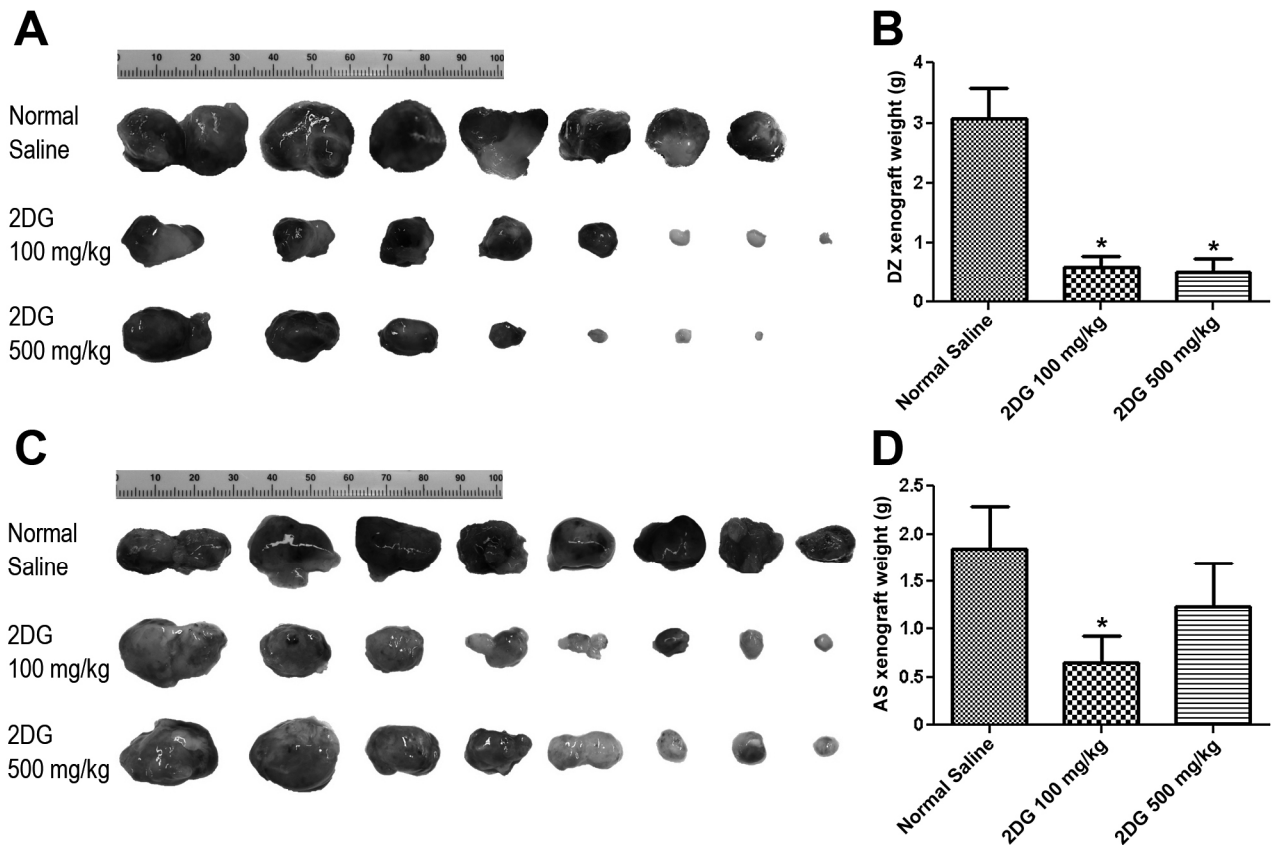 A
0 10 20 30 40 50 60 70 80 90 100
Normal
Saline
2DG
100 mg/kg
2DG
500 mg/kg
B
DZ xenograft weight (g)
4
3
2
1
0
*
*
Normal Saline
2DG 100 mg/kg
2DG 500 mg/kg
C
10 20 30 40 50 60 70 80 90 100
Normal
Saline
2DG
100 mg/kg
2DG
500 mg/kg
D
AS xenograft weight (g)
2.5
2.0
1.5
1.0
0.5
0
*
Normal Saline
2DG 100 mg/kg
2DG 500 mg/kg